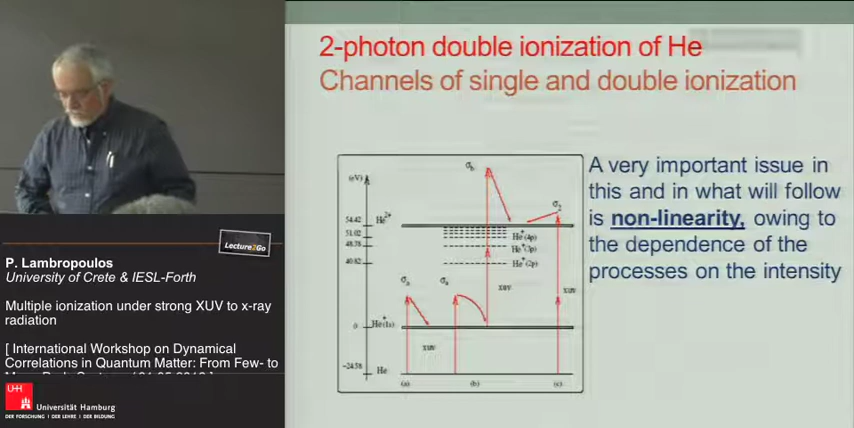 2-photon double ionization of He
Channels of single and double ionization
(eV)
54.42
51.02
48.38
40.82
0
-24.58
He2+
He+(4p)
He+(3p)
He+(2p)
He+(1s)
He
σb
σ2
σa
σa
XUV
XUV
XUV
(a)
(b)
(c)
A very important issue in
this and in what will follow
is non-linearity, owing to
the dependence of the
processes on the intensity
Lecture2Go
P. Lambropoulos
University of Crete & IESL-Forth
Multiple ionization under strong XUV to x-ray
radiation
[ International Workshop on Dynamical
Correlations in Quantum Matter: From Few- to
UH
Universität Hamburg
DER FORSCHUNG | DER LEHRE | DER BILDUNG